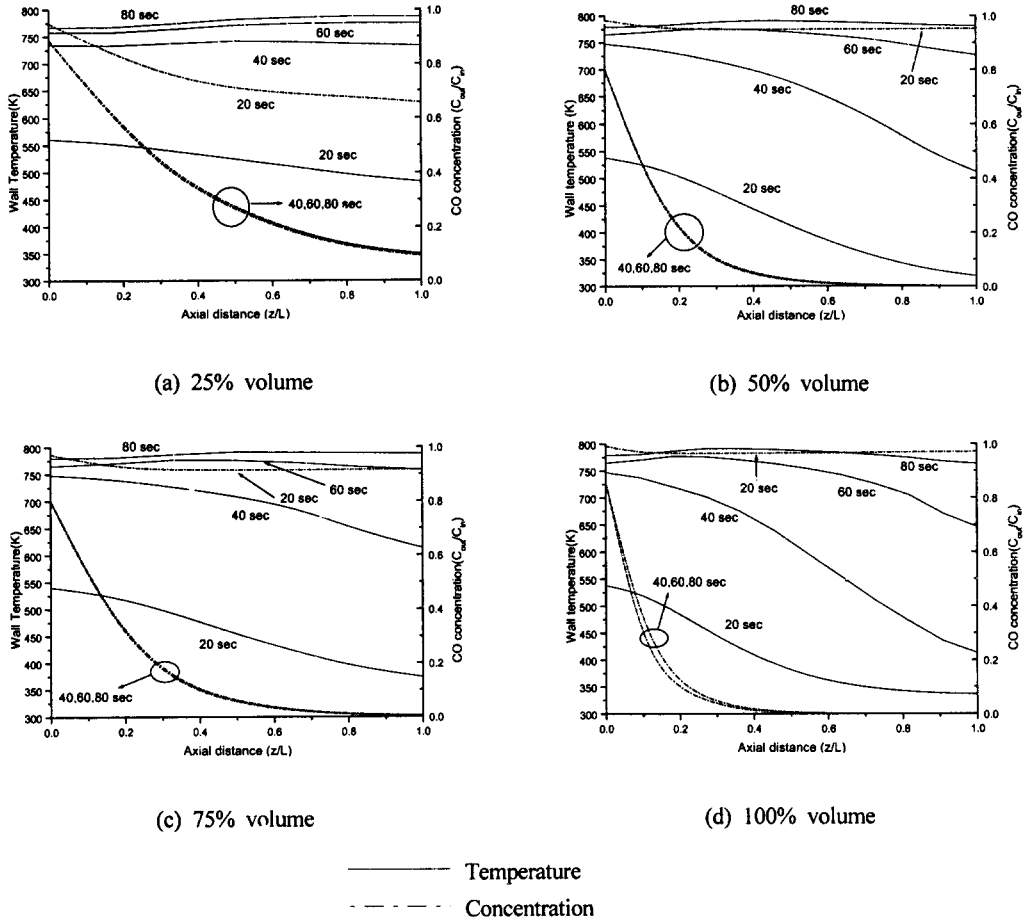 Wall Temperature(K)
800
750
700
650
600
550
500
450
400
350
300
0.0 0.2 0.4 0.6 0.8 1.0
Axial distance (z/L)
1.0
0.8
0.6
0.4
0.2
0.0
CO concentration (Cout/Cin)
80 sec
60 sec
40 sec
20 sec
20 sec
40,60,80 sec
(a) 25% volume
Wall temperature (K)
800
750
700
650
600
550
500
450
400
350
300
0.0 0.2 0.4 0.6 0.8 1.0
Axial distance (z/L)
1.0
0.8
0.6
0.4
0.2
0.0
CO concentration(Cout/Cin)
80 sec
60 sec
20 sec
40 sec
20 sec
40,60,80 sec
(b) 50% volume
Wall Temperature(K)
800
750
700
650
600
550
500
450
400
350
300
0.0 0.2 0.4 0.6 0.8 1.0
Axial distance (z/L)
1.0
0.8
0.6
0.4
0.2
0.0
CO concentration(Cout/Cin)
80 sec
60 sec
20 sec
40 sec
20 sec
40,60,80 sec
(c) 75% volume
Wall temperature(K)
800
750
700
650
600
550
500
450
400
350
300
0.0 0.2 0.4 0.6 0.8 1.0
Axial distance (z/L)
1.0
0.8
0.6
0.4
0.2
0.0
CO concentration(Cout/Cin)
80 sec
20 sec
60 sec
40 sec
40,60,80 sec
20 sec
(d) 100% volume
Temperature
Concentration